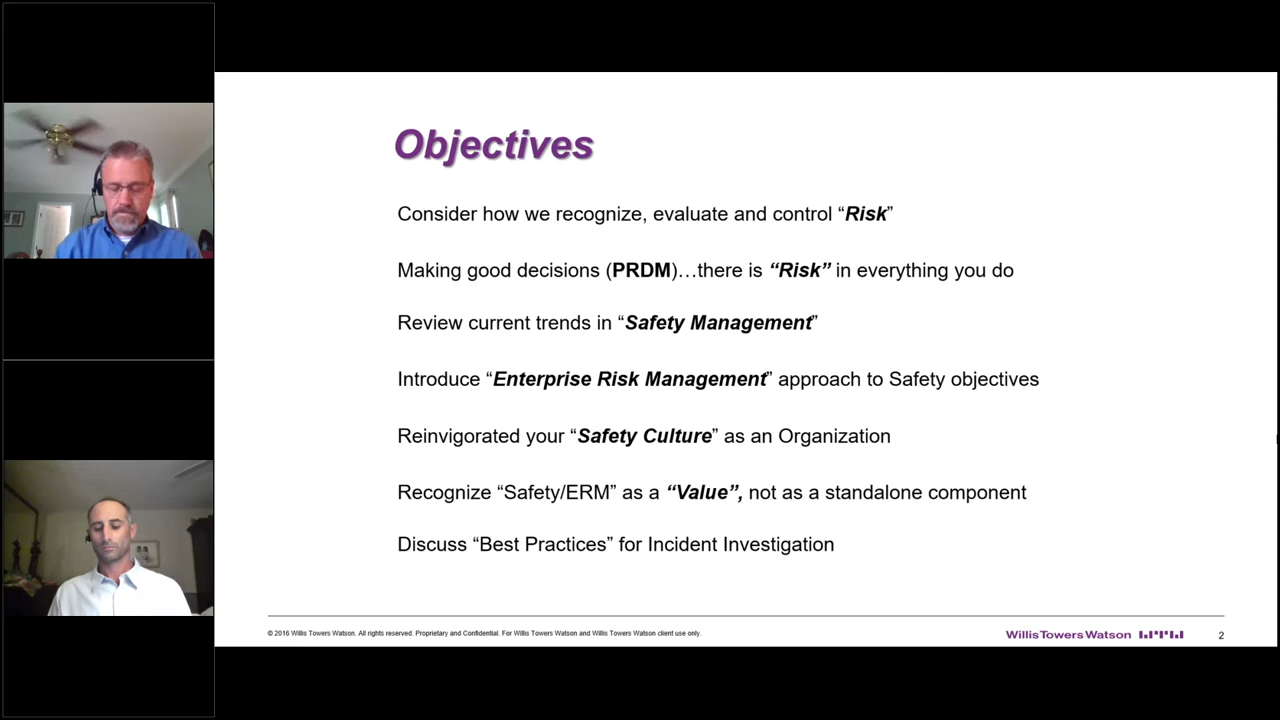 Objectives
Consider how we recognize, evaluate and control “Risk”
Making good decisions (PRDM)…there is “Risk” in everything you do
Review current trends in “Safety Management”
Introduce “Enterprise Risk Management” approach to Safety objectives
Reinvigorated your “Safety Culture” as an Organization
Recognize “Safety/ERM” as a “Value”, not as a standalone component
Discuss “Best Practices” for Incident Investigation
© 2016 Willis Towers Watson. All rights reserved. Proprietary and Confidential. For Willis Towers Watson and Willis Towers Watson client use only.
Willis Towers Watson
2